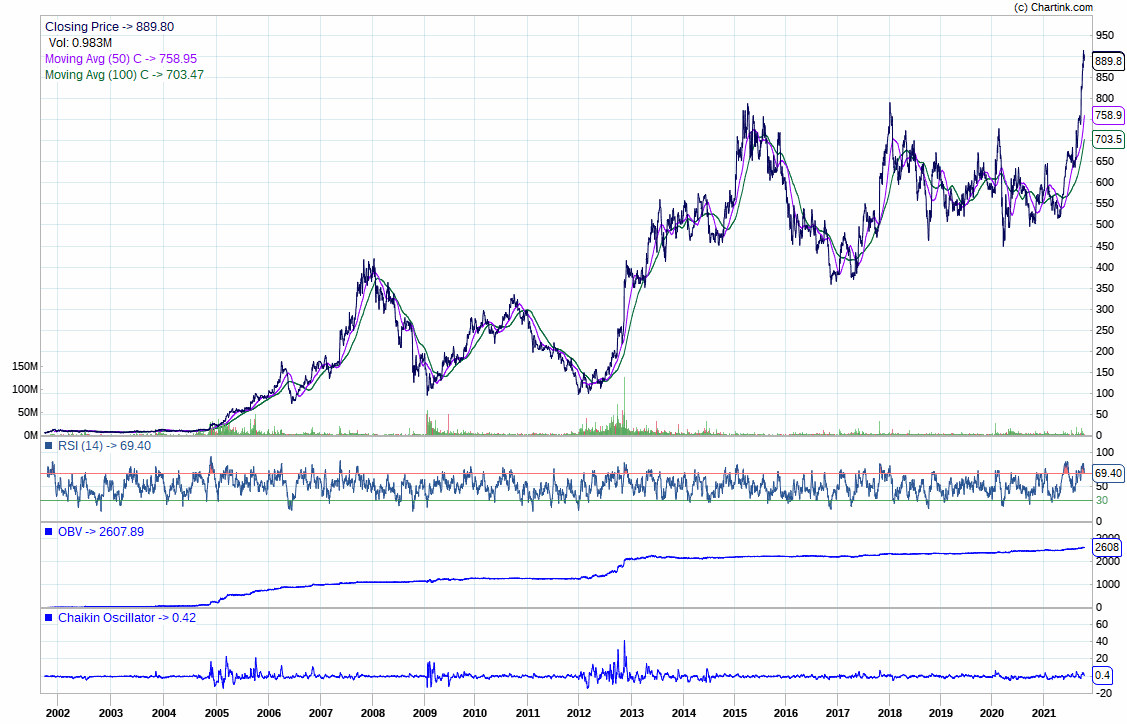 (c) Chartink.com
Closing Price -> 889.80
Vol: 0.983M
Moving Avg (50) C -> 758.95
Moving Avg (100) C -> 703.47
950
889.8
850
800
758.9
703.5
650
600
550
500
450
400
350
300
250
200
150
100
50
0
150M
100M
50M
0M
RSI (14) -> 69.40
100
69.40
50
30
0
OBV -> 2607.89
3000
2608
2000
1000
0
Chaikin Oscillator -> 0.42
60
40
20
0.4
-20
2002 2003 2004 2005 2006 2007 2008 2009 2010 2011 2012 2013 2014 2015 2016 2017 2018 2019 2020 2021